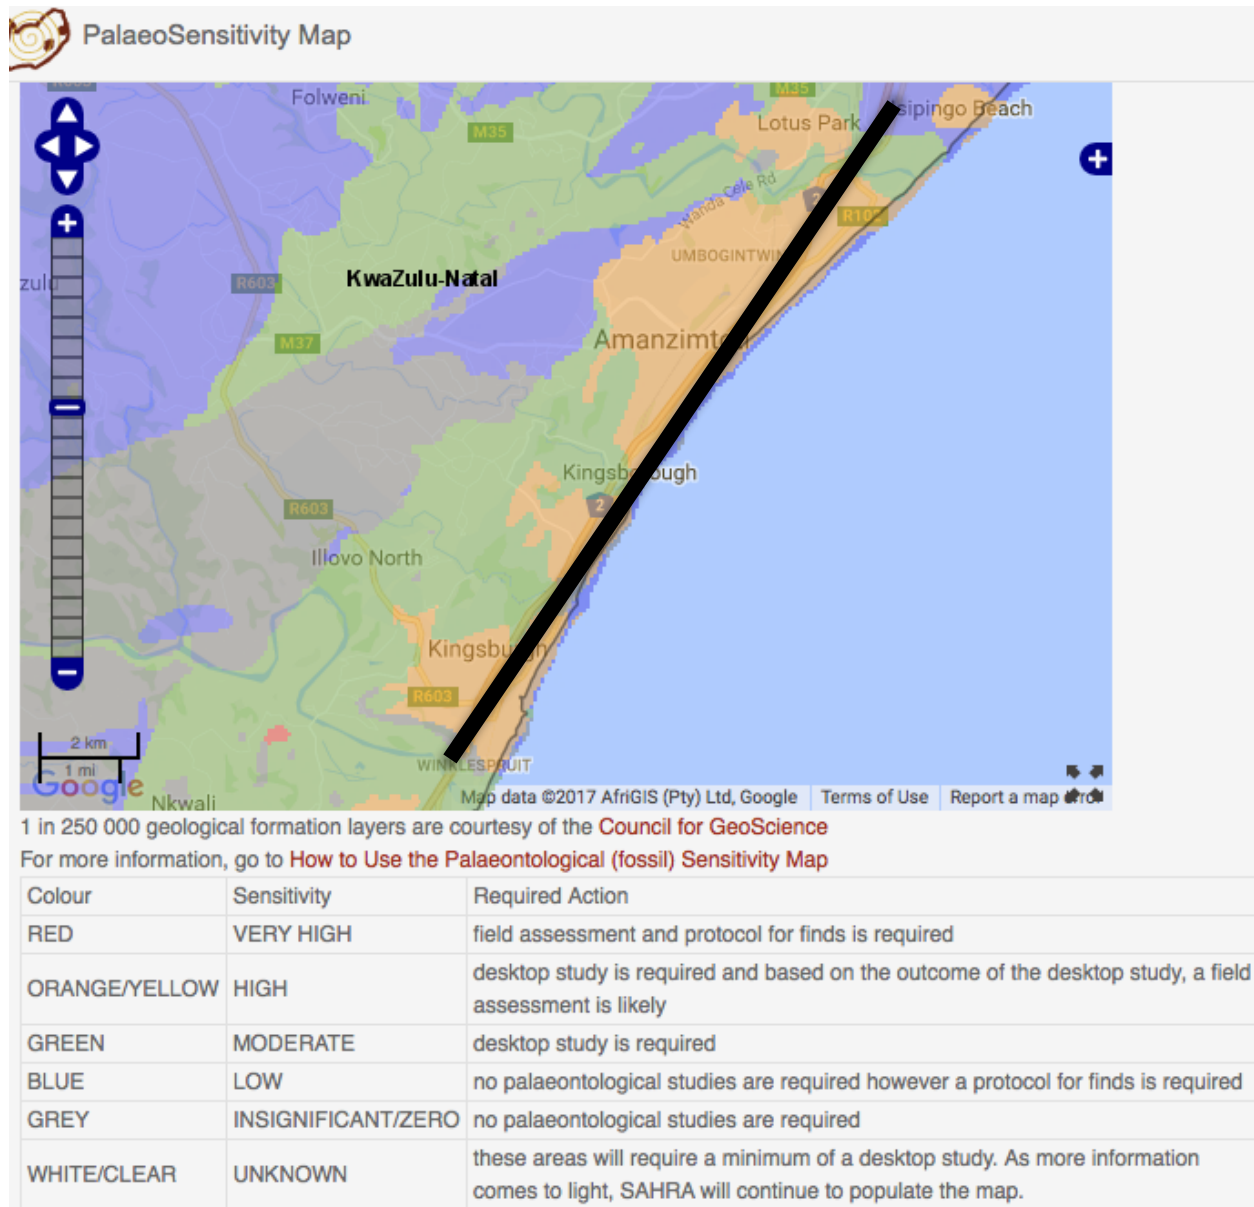 PalaeoSensitivity Map
Folweni
M35
M35
Lotus Park
sipingo Beach
Wanda Cele Rd
2
R102
UMBOGINTWIN
R603
KwaZulu-Natal
zulu
M37
Amanzimto
Kingsbo ough
2
R603
Illovo North
Kingsburgh
R603
2 km
1 mi
WINKLESPRUIT
Google
Nkwali
Map data ©2017 AfriGIS (Pty) Ltd, Google Terms of Use Report a map error
1 in 250 000 geological formation layers are courtesy of the Council for GeoScience
For more information, go to How to Use the Palaeontological (fossil) Sensitivity Map
Colour Sensitivity Required Action
RED VERY HIGH field assessment and protocol for finds is required
ORANGE/YELLOW HIGH desktop study is required and based on the outcome of the desktop study, a field
assessment is likely
GREEN MODERATE desktop study is required
BLUE LOW no palaeontological studies are required however a protocol for finds is required
GREY INSIGNIFICANT/ZERO no palaeontological studies are required
WHITE/CLEAR UNKNOWN these areas will require a minimum of a desktop study. As more information
comes to light, SAHRA will continue to populate the map.